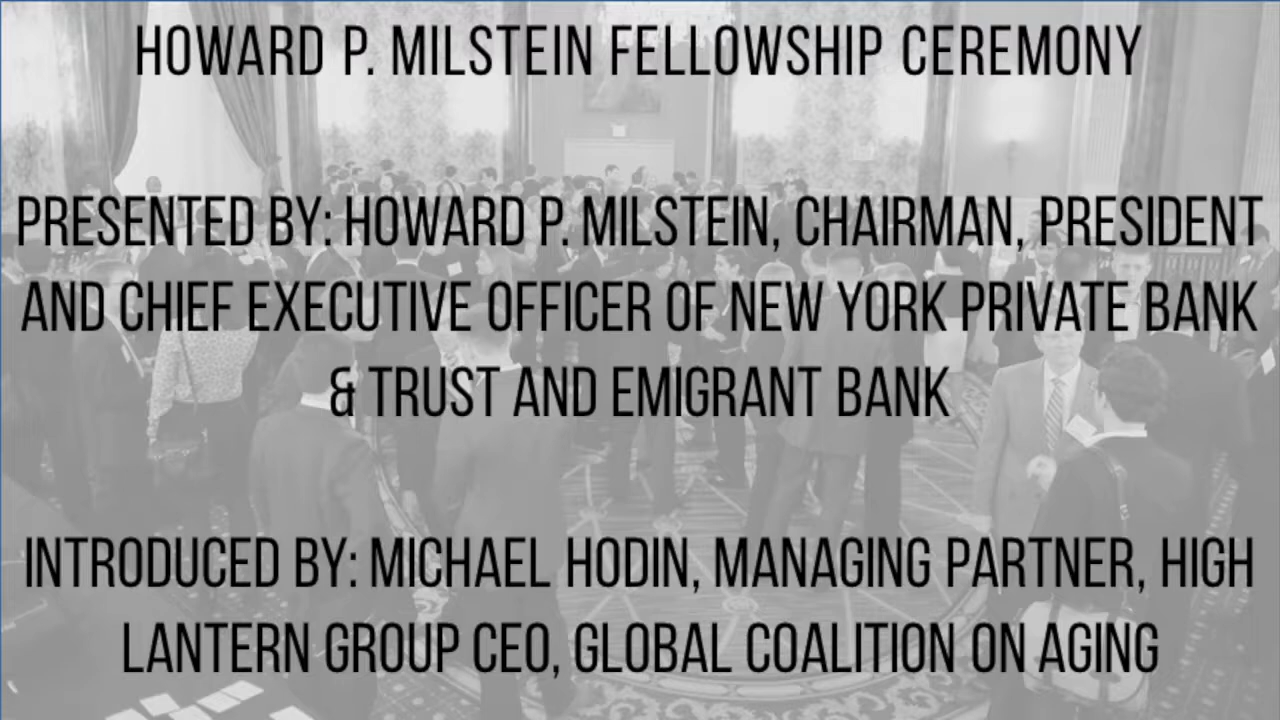 HOWARD P. MILSTEIN FELLOWSHIP CEREMONY
PRESENTED BY: HOWARD P. MILSTEIN, CHAIRMAN, PRESIDENT
AND CHIEF EXECUTIVE OFFICER OF NEW YORK PRIVATE BANK
& TRUST AND EMIGRANT BANK
INTRODUCED BY: MICHAEL HODIN, MANAGING PARTNER, HIGH
LANTERN GROUP CEO, GLOBAL COALITION ON AGING